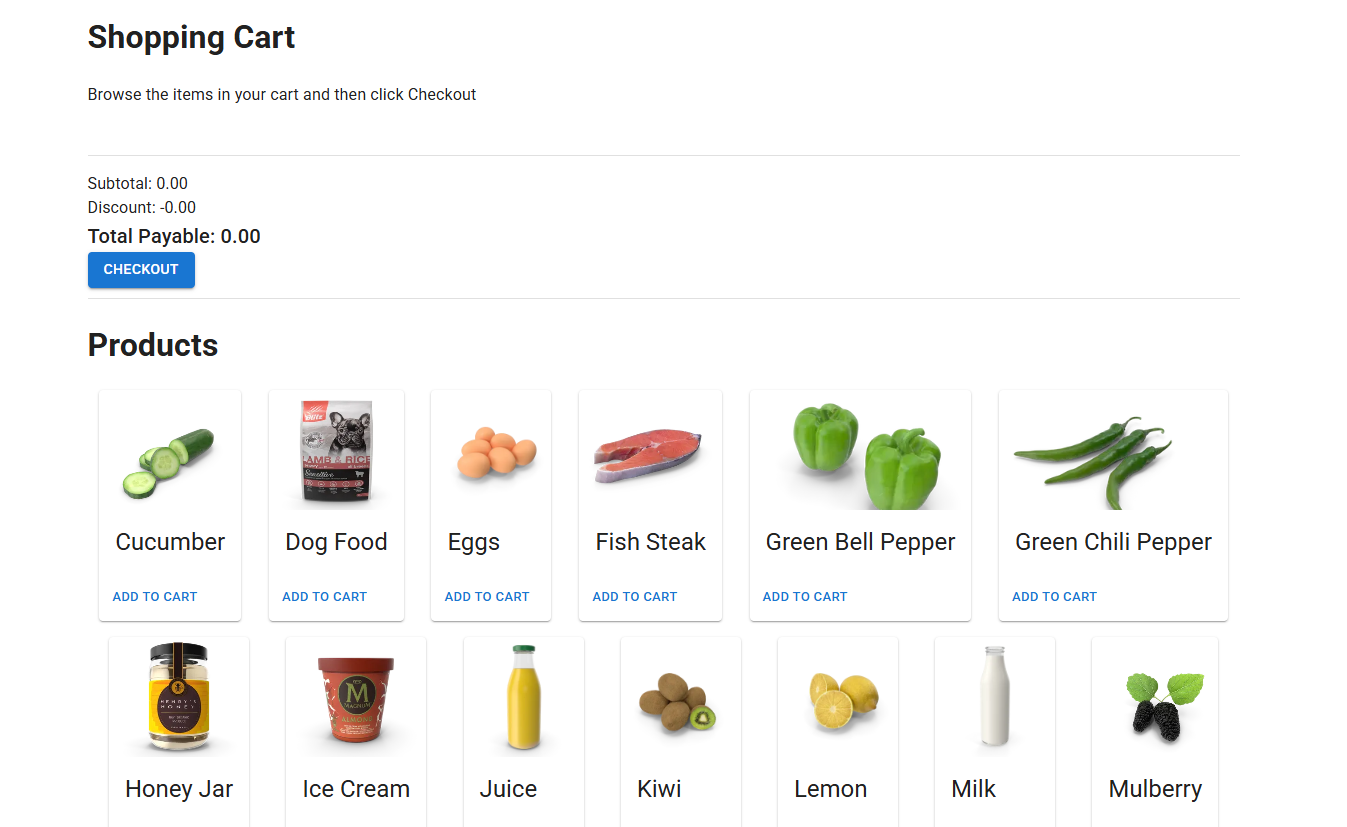 Shopping Cart
Browse the items in your cart and then click Checkout
Subtotal: 0.00
Discount: -0.00
Total Payable: 0.00
CHECKOUT
Products
LAMB & RICE
Sensitive
Cucumber
Dog Food
Eggs
Fish Steak
Green Bell Pepper
Green Chili Pepper
ADD TO CART
ADD TO CART
ADD TO CART
ADD TO CART
ADD TO CART
ADD TO CART
HENRY'S
HONEY
M
MAGNUM
ALMOND
Honey Jar
Ice Cream
Juice
Kiwi
Lemon
Milk
Mulberry